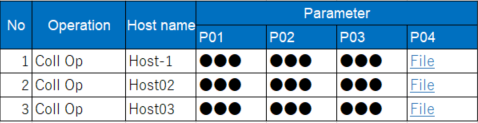 No Operation Host name Parameter
P01 P02 P03 P04
1 Coll Op Host-1 ●●● ●●● ●●● File
2 Coll Op Host02 ●●● ●●● ●●● File
3 Coll Op Host03 ●●● ●●● ●●● File